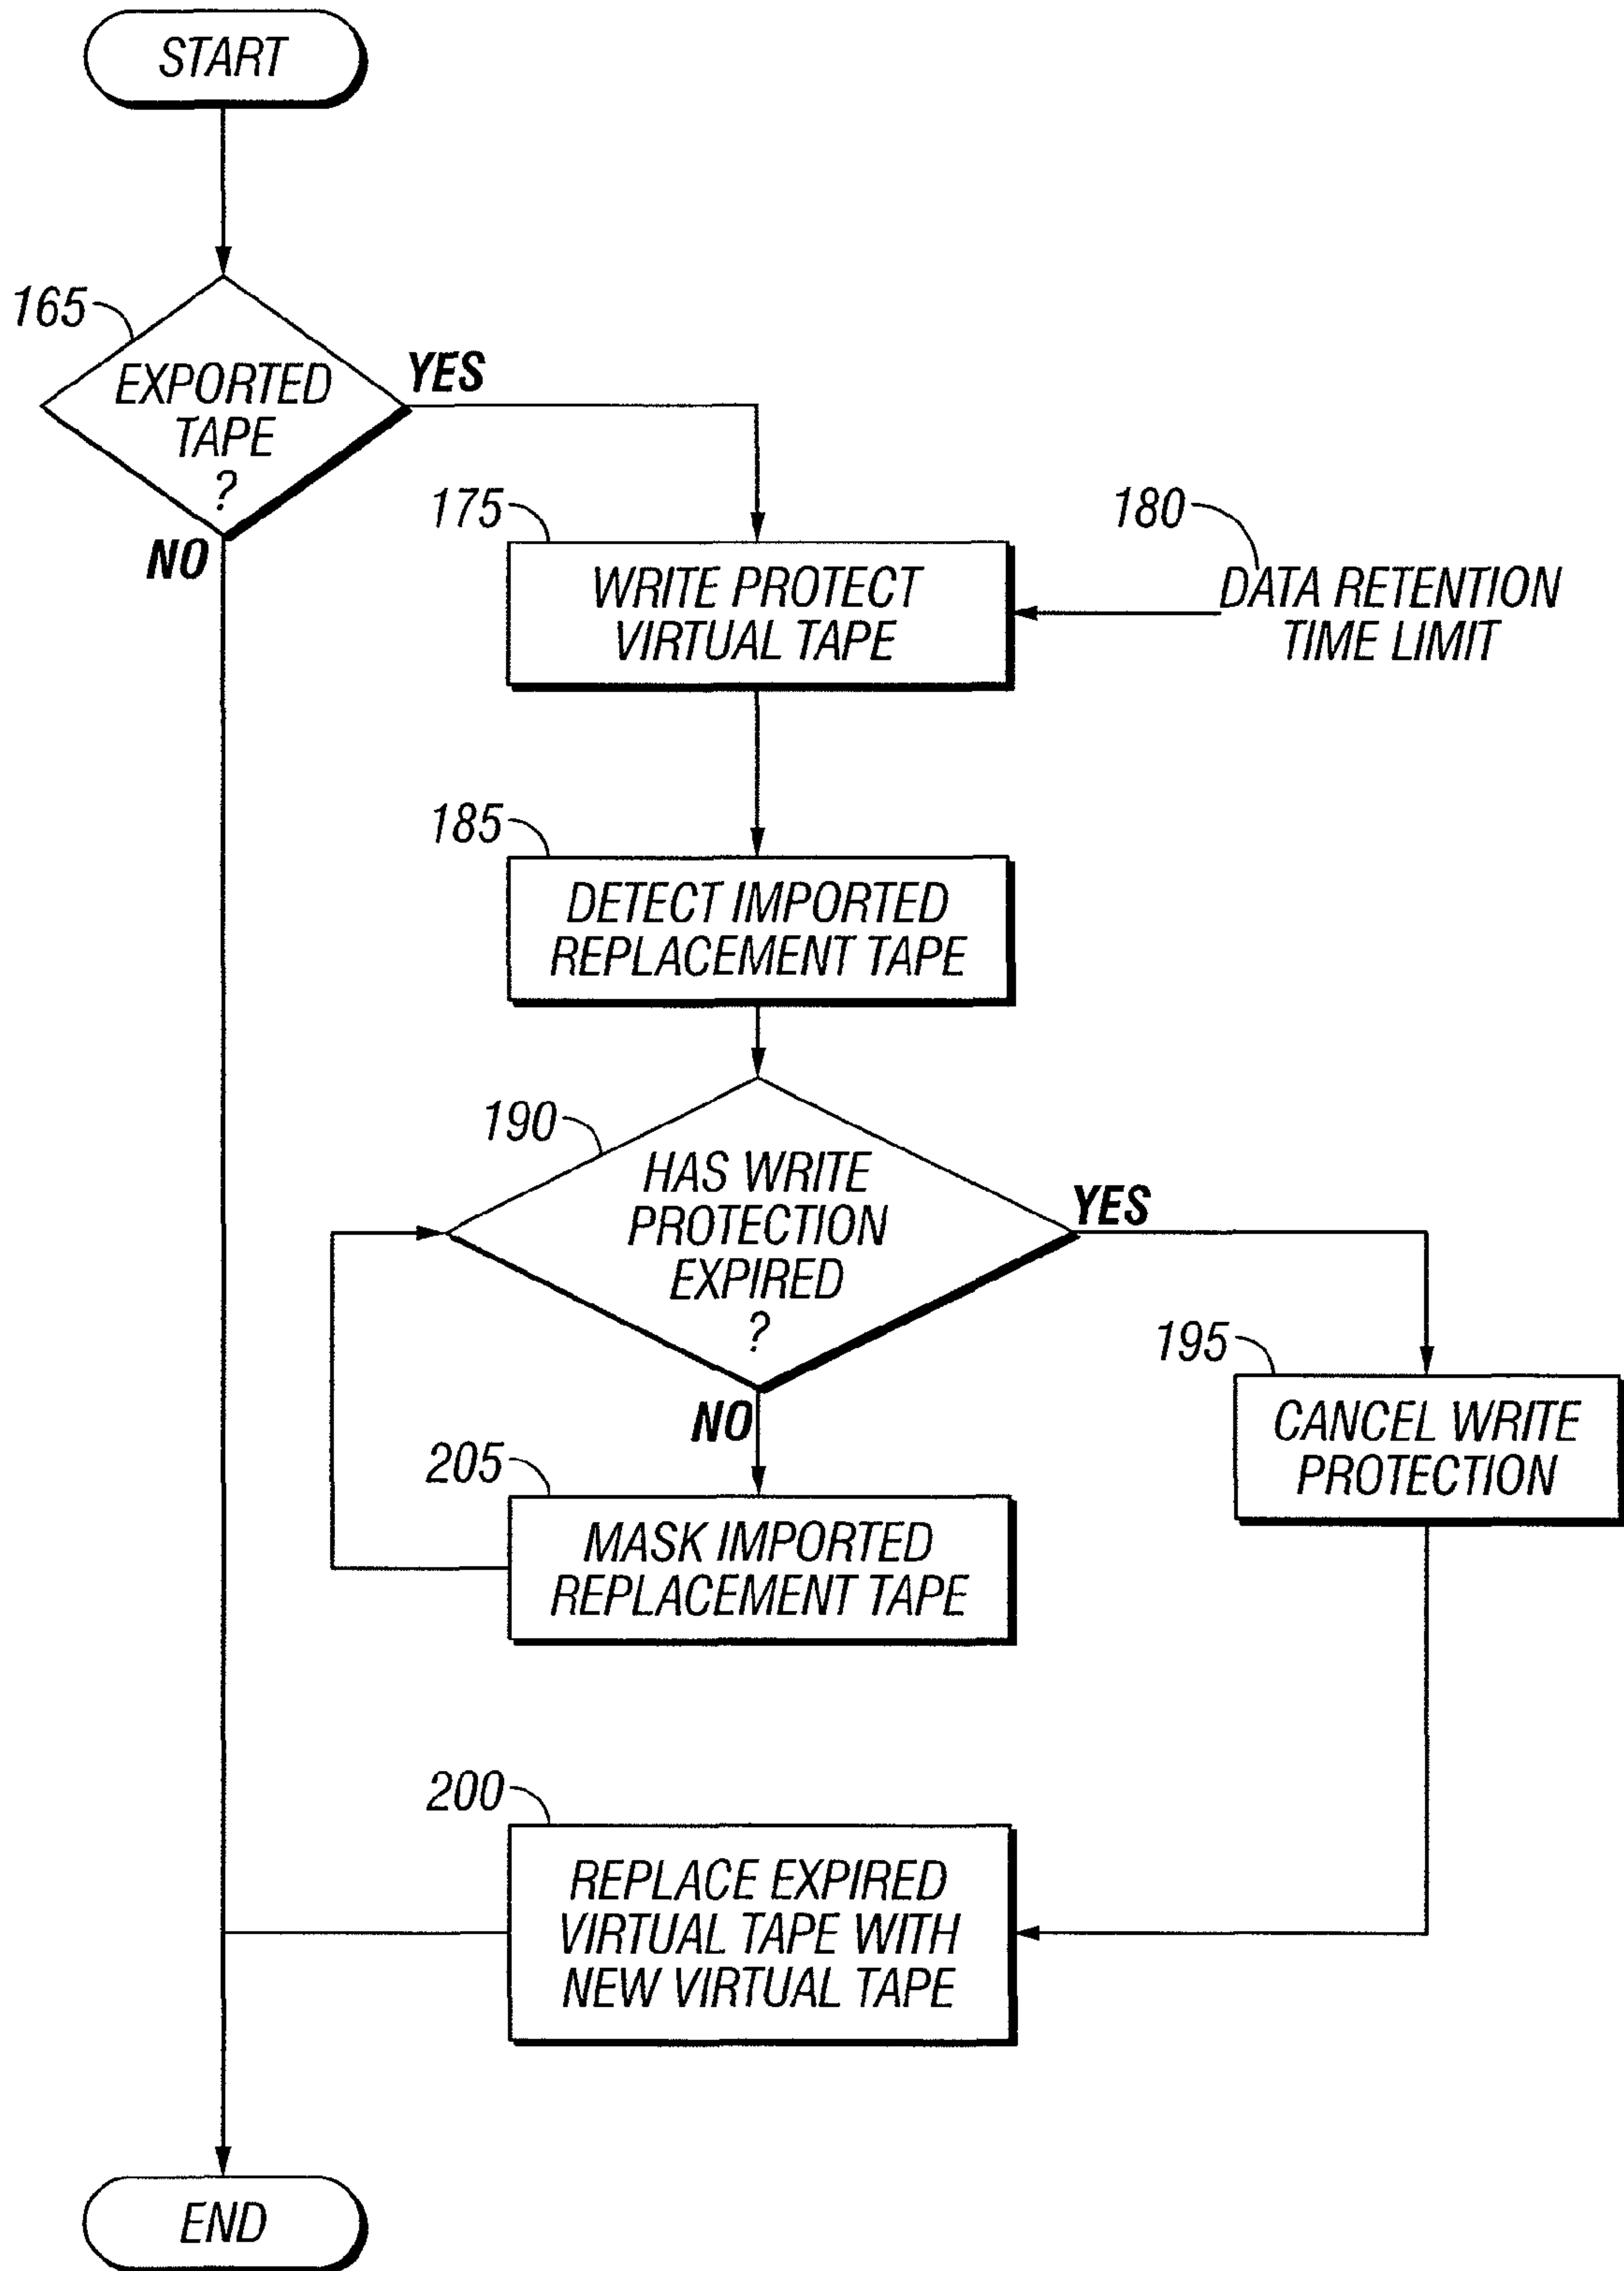 START
165
EXPORTED
TAPE
?
YES
NO
175
WRITE PROTECT
VIRTUAL TAPE
180
DATA RETENTION
TIME LIMIT
185
DETECT IMPORTED
REPLACEMENT TAPE
190
HAS WRITE
PROTECTION
EXPIRED
?
YES
NO
195
CANCEL WRITE
PROTECTION
205
MASK IMPORTED
REPLACEMENT TAPE
200
REPLACE EXPIRED
VIRTUAL TAPE WITH
NEW VIRTUAL TAPE
END